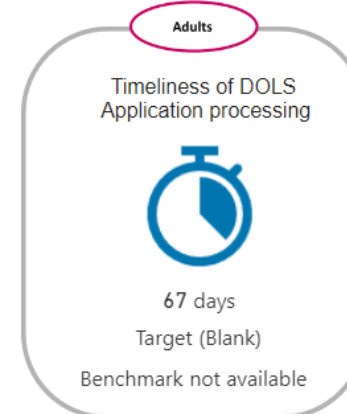 Adults
Timeliness of DOLS
Application processing
67 days
Target (Blank)
Benchmark not available